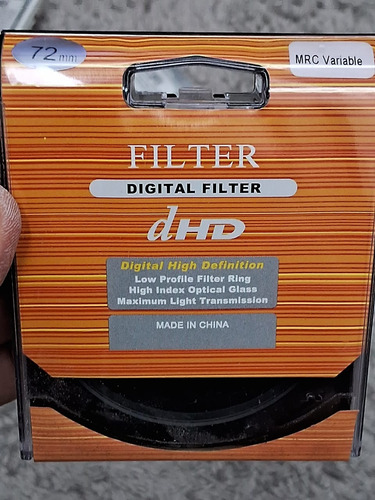 72mm
MRC Variable
FILTER
DIGITAL FILTER
dHD
Digital High Definition
Low Profile Filter Ring
High Index Optical Glass
Maximum Light Transmission
MADE IN CHINA